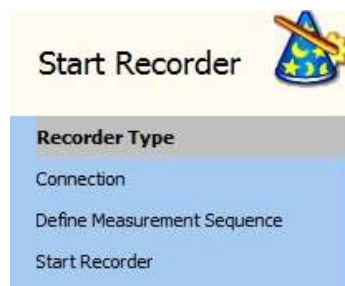 Start Recorder
Recorder Type
Connection
Define Measurement Sequence
Start Recorder